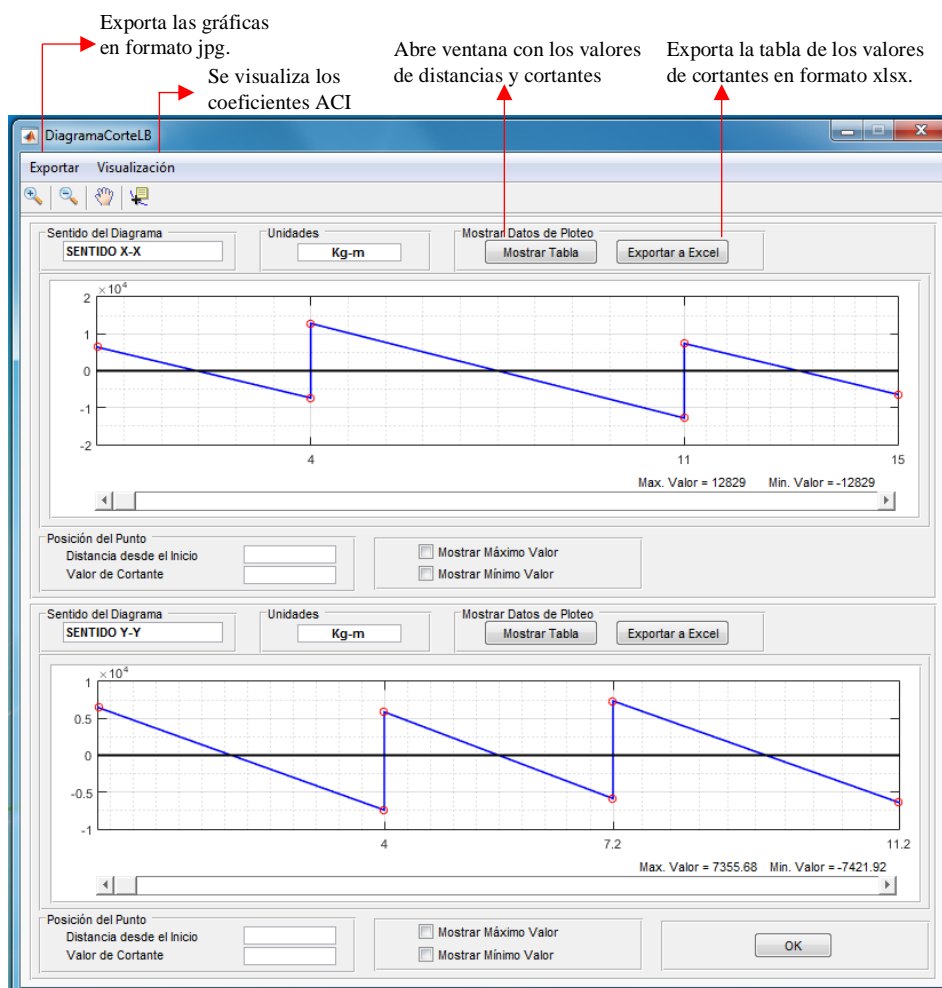 Exporta las gráficas
en formato jpg.
Se visualiza los
coeficientes ACI
Abre ventana con los valores
de distancias y cortantes
Exporta la tabla de los valores
de cortantes en formato xlsx.
DiagramaCorteLB
Exportar Visualización
Sentido del Diagrama Unidades Mostrar Datos de Ploteo
SENTIDO X-X Kg-m Mostrar Tabla Exportar a Excel
×10⁴
2
1
0
-1
-2
4 11 15
Max. Valor = 12829 Min. Valor = -12829
Posición del Punto
Distancia desde el Inicio Mostrar Máximo Valor
Valor de Cortante Mostrar Mínimo Valor
Sentido del Diagrama Unidades Mostrar Datos de Ploteo
SENTIDO Y-Y Kg-m Mostrar Tabla Exportar a Excel
×10⁴
1
0.5
0
-0.5
-1
4 7.2 11.2
Max. Valor = 7355.68 Min. Valor = -7421.92
Posición del Punto
Distancia desde el Inicio Mostrar Máximo Valor
Valor de Cortante Mostrar Mínimo Valor
OK